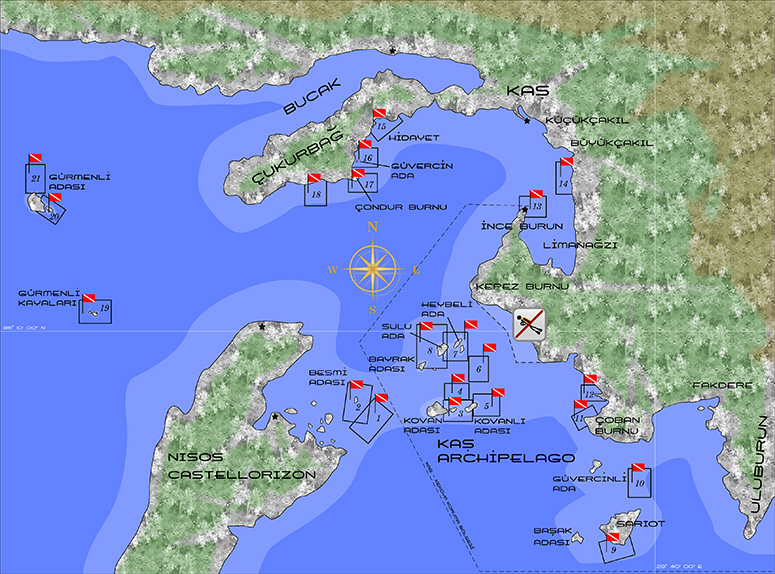 BUCAK
KAŞ
15
HİDAYET
KÜÇÜKÇAKIL
BÜYÜKÇAKIL
ÇUKURBAĞ
16
GÜVERCİN
ADA
21
GÜRMENLİ
ADASI
20
18
17
ÇONDUR BURNU
14
13
İNCE BURUN
LİMANAĞZI
N
W
E
S
KEPEZ BURNU
GÜRMENLİ
KAYALARI
19
HEYBELİ
ADA
SULU
ADA
8
7
36° 10' 00" N
BAYRAK
ADASI
6
BESMİ
ADASI
2
1
4
3
5
12
FAKDERE
11
KOVAN
ADASI
KOVANLI
ADASI
ÇOBAN
BURNU
KAŞ
ARCHIPELAGO
NISOS
CASTELLORIZON
GÜVERCİNLİ
ADA
10
ULUBURUN
BAŞAK
ADASI
SARIOT
9
29° 40' 00" E